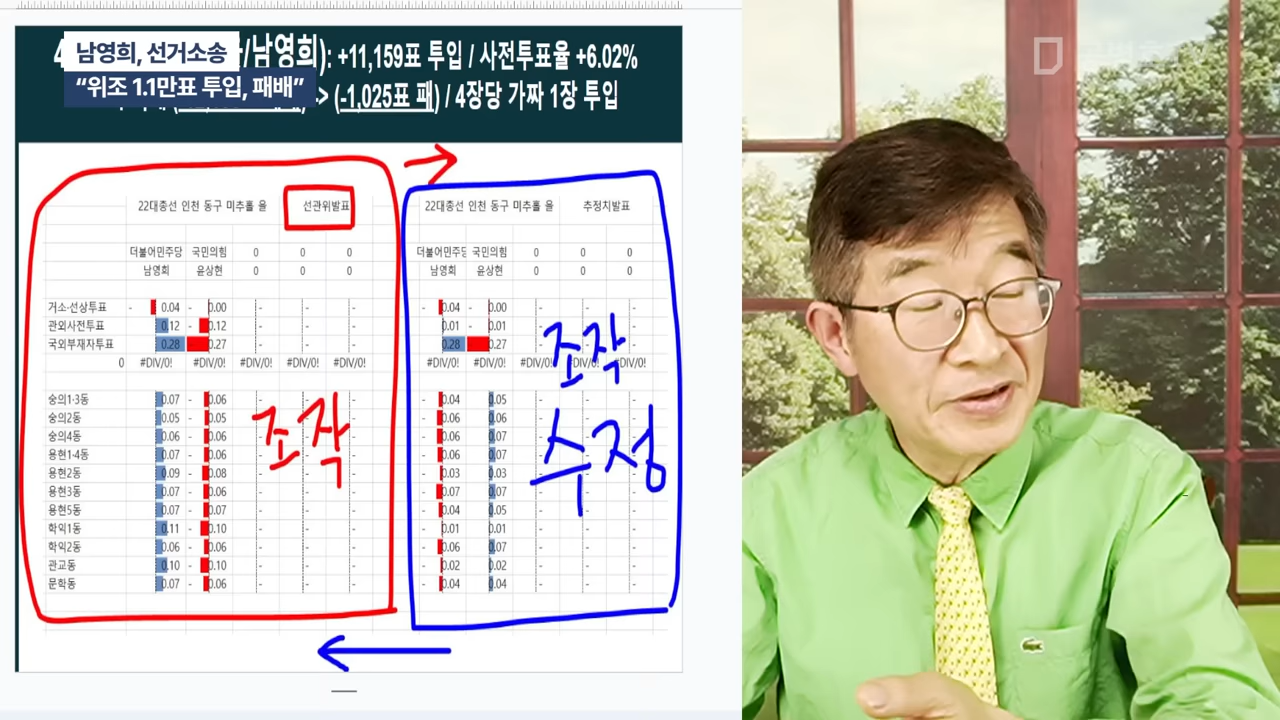 남영희, 선거소송
/남영희): +11,159표 투입 / 사전투표율 +6.02%
“위조 1.1만표 투입, 패배”
-> (-1,025표 패) / 4장당 가짜 1장 투입
22대총선 인천 동구 미추홀 율 선관위발표 22대총선 인천 동구 미추홀 율 추정치발표
더불어민주당 국민의힘 0 0 0 더불어민주당 국민의힘 0 0 0
남영희 윤상현 0 0 0 남영희 윤상현 0 0 0
거소·선상투표 - 0.04 0.00 - - - - 0.04 - 0.00 - - -
관외사전투표 0.12 - 0.12 - - - 0.01 - 0.01 - - -
국외부재자투표 0.28 - 0.27 - - - 0.28 - 0.27 - - -
0 #DIV/0! #DIV/0! #DIV/0! #DIV/0! #DIV/0! #DIV/0! #DIV/0! #DIV/0! #DIV/0! #DIV/0!
숭의1·3동 0.07 - 0.06 - - - - 0.04 0.05 - - -
숭의2동 0.05 - 0.05 - - - - 0.06 0.06 - - -
숭의4동 0.06 - 0.06 - - - - 0.06 0.07 - - -
용현1·4동 0.07 - 0.06 - - - - 0.06 0.07 - - -
용현2동 0.09 - 0.08 - - - - 0.03 0.03 - - -
용현3동 0.07 - 0.06 - - - - 0.07 0.07 - - -
용현5동 0.07 - 0.07 - - - - 0.04 0.05 - - -
학익1동 0.11 - 0.10 - - - - 0.01 0.01 - - -
학익2동 0.06 - 0.06 - - - - 0.06 0.07 - - -
관교동 0.10 - 0.10 - - - - 0.02 0.02 - - -
문학동 0.07 - 0.06 - - - - 0.04 0.04 - - -
조작
조작
수정